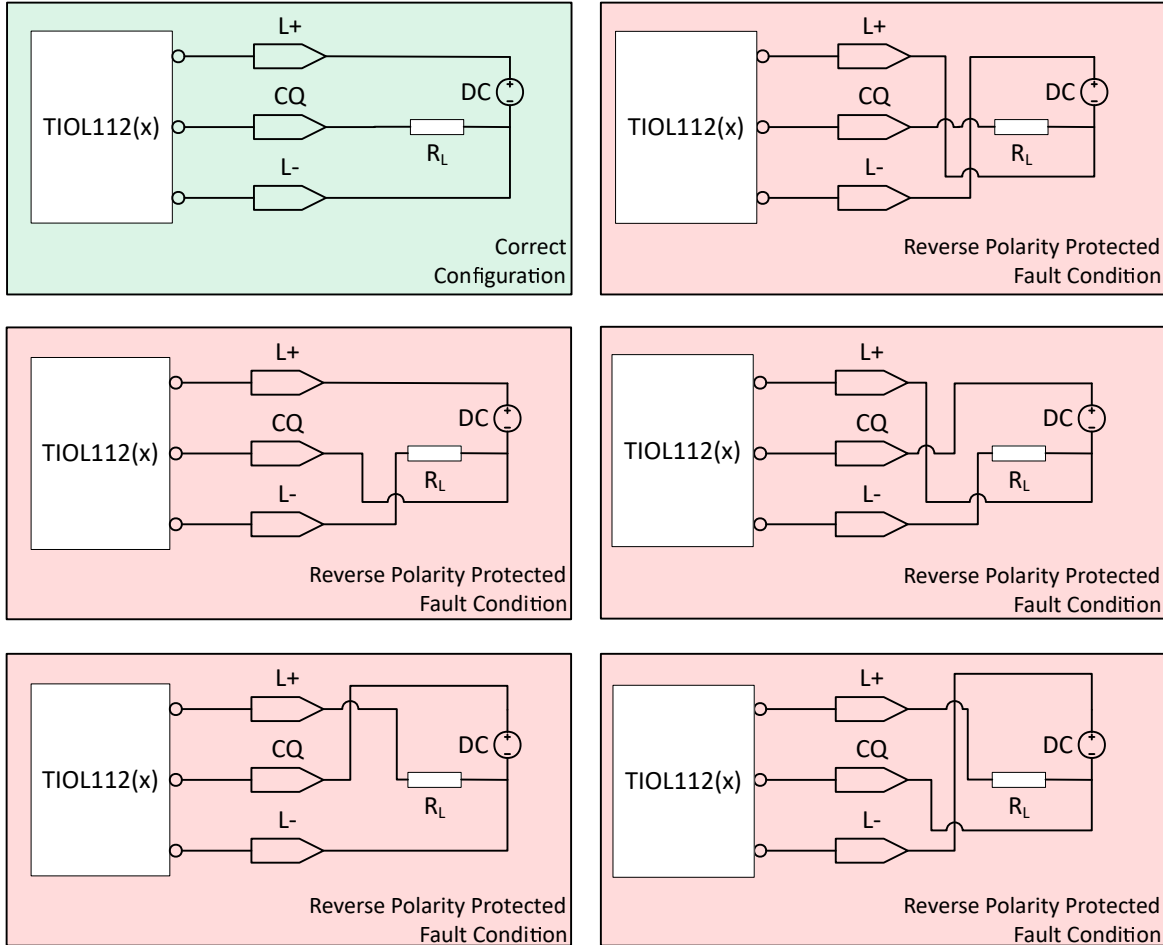 L+
DC
CQ
TIOL112(x)
R_L
L-
Correct
Configuration
L+
DC
CQ
TIOL112(x)
R_L
L-
Reverse Polarity Protected
Fault Condition
L+
DC
CQ
TIOL112(x)
R_L
L-
Reverse Polarity Protected
Fault Condition
L+
DC
CQ
TIOL112(x)
R_L
L-
Reverse Polarity Protected
Fault Condition
L+
DC
CQ
TIOL112(x)
R_L
L-
Reverse Polarity Protected
Fault Condition
L+
DC
CQ
TIOL112(x)
R_L
L-
Reverse Polarity Protected
Fault Condition